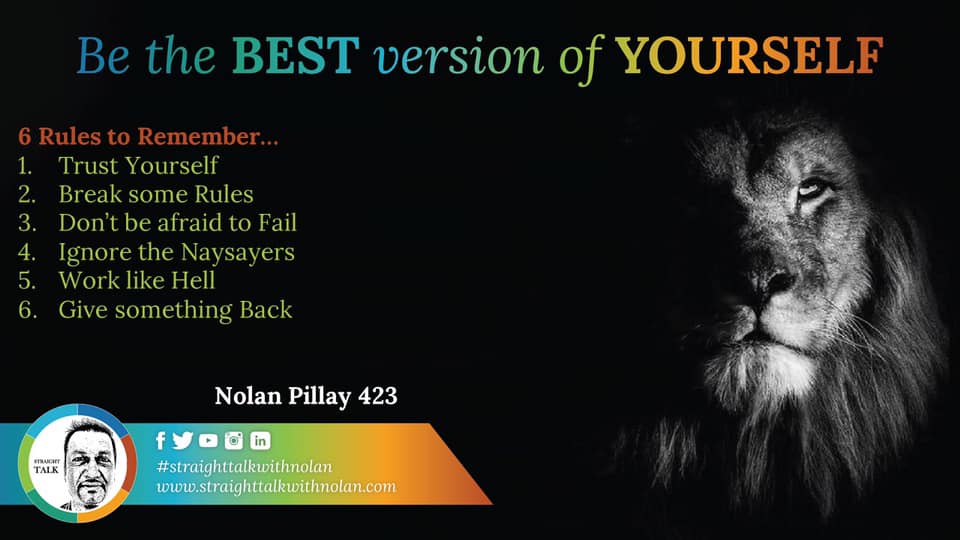 Be the BEST version of YOURSELF
6 Rules to Remember...
1. Trust Yourself
2. Break some Rules
3. Don't be afraid to Fail
4. Ignore the Naysayers
5. Work like Hell
6. Give something Back
Nolan Pillay 423
STRAIGHT
TALK
#straighttalkwithnolan
www.straighttalkwithnolan.com